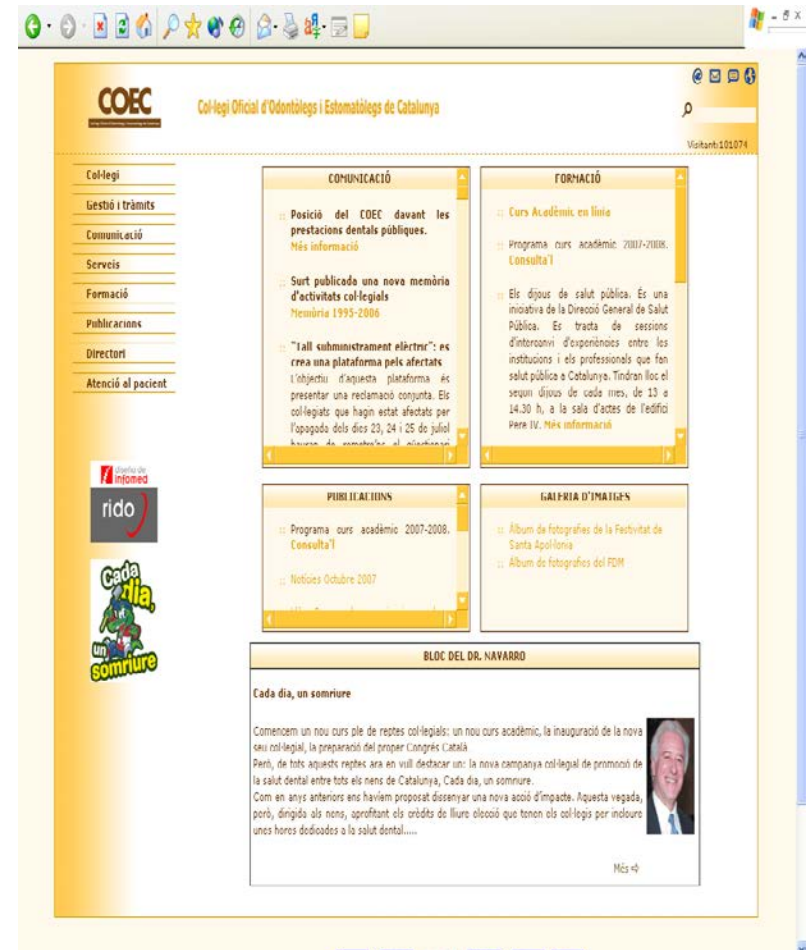 COEC
Col·legi Oficial d'Odontòlegs i Estomatòlegs de Catalunya
Visitant:101074
Col·legi
Gestió i tràmits
Comunicació
Serveis
Formació
Publicacions
Directori
Atenció al pacient
diseño de
infomed
rido
Cada
dia,
un
somriure
COMUNICACIÓ
:: Posició del COEC davant les
prestacions dentals públiques.
Més informació
:: Surt publicada una nova memòria
d'activitats col·legials
Memòria 1995-2006
:: "Tall subministrament elèctric": es
crea una plataforma pels afectats
L'objectiu d'aquesta plataforma és
presentar una reclamació conjunta. Els
col·legiats que hagin estat afectats per
l'apagada dels dies 23, 24 i 25 de juliol
hauran de remetre'ns el qüestionari
FORMACIÓ
:: Curs Acadèmic en línia
:: Programa curs acadèmic 2007-2008.
Consulta'l
:: Els dijous de salut pública. És una
iniciativa de la Direcció General de Salut
Pública. Es tracta de sessions
d'intercanvi d'experiències entre les
institucions i els professionals que fan
salut pública a Catalunya. Tindran lloc el
segon dijous de cada mes, de 13 a
14.30 h, a la sala d'actes de l'edifici
Pere IV. Més informació
PUBLICACIONS
:: Programa curs acadèmic 2007-2008.
Consulta'l
:: Notícies Octubre 2007
GALERIA D'IMATGES
:: Àlbum de fotografies de la Festivitat de
Santa Apol·lonia
:: Àlbum de fotografies del FDM
BLOC DEL DR. NAVARRO
Cada dia, un somriure
Comencem un nou curs ple de reptes col·legials: un nou curs acadèmic, la inauguració de la nova
seu col·legial, la preparació del proper Congrés Català
Però, de tots aquests reptes ara en vull destacar un: la nova campanya col·legial de promoció de
la salut dental entre tots els nens de Catalunya, Cada dia, un somriure.
Com en anys anteriors ens havíem proposat dissenyar una nova acció d'impacte. Aquesta vegada,
però, dirigida als nens, aprofitant els crèdits de lliure elecció que tenen els col·legis per incloure
unes hores dedicades a la salut dental.....
Més